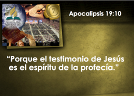 Apocalipsis 19:10
"Porque el testimonio de Jesús
es el espíritu de la profecía."